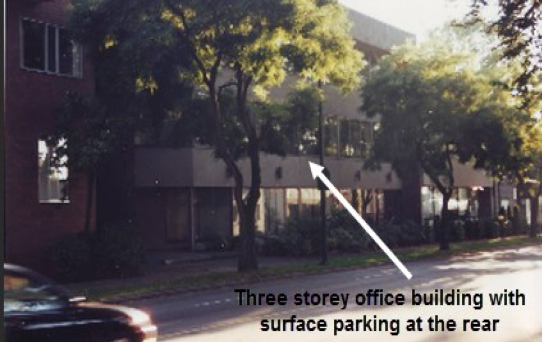 Three storey office building with
surface parking at the rear